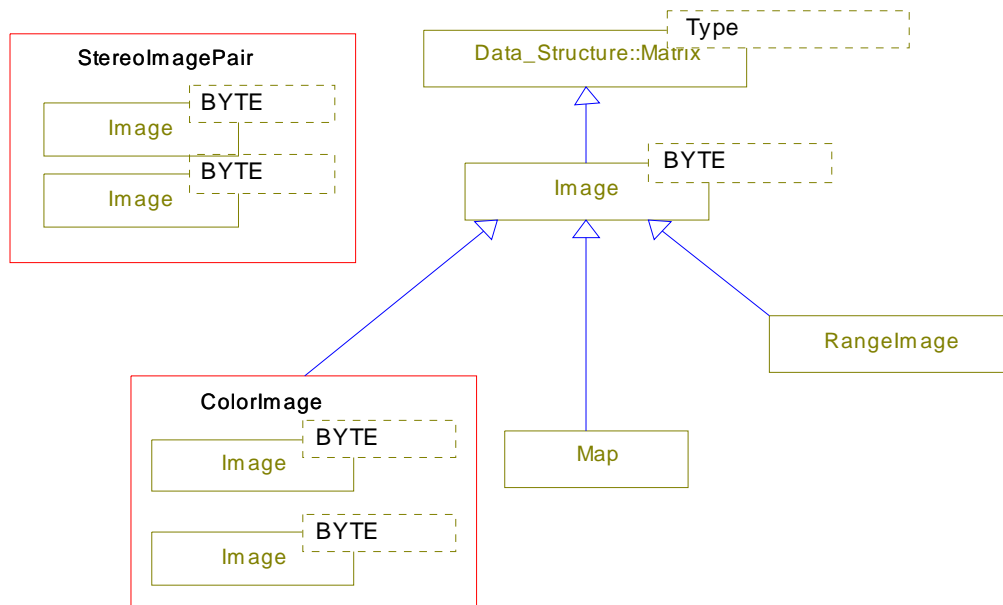 StereoImagePair
BYTE
Image
BYTE
Image
Type
Data_Structure::Matrix
BYTE
Image
RangeImage
ColorImage
BYTE
Image
BYTE
Image
Map